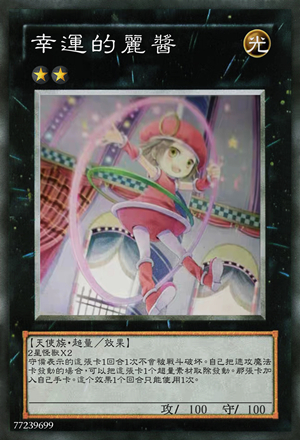 幸運的麗醬
光
【天使族·超量／效果】
2星怪獸X2
守備表示的這張卡1回合1次不會被戰鬥破壞。自己把速攻魔法
卡發動的場合，可以把這張卡1個超量素材取除發動。那張卡加
入自己手卡。這个效果1个回合只能使用1次。
攻/ 100 守/ 100
77239699